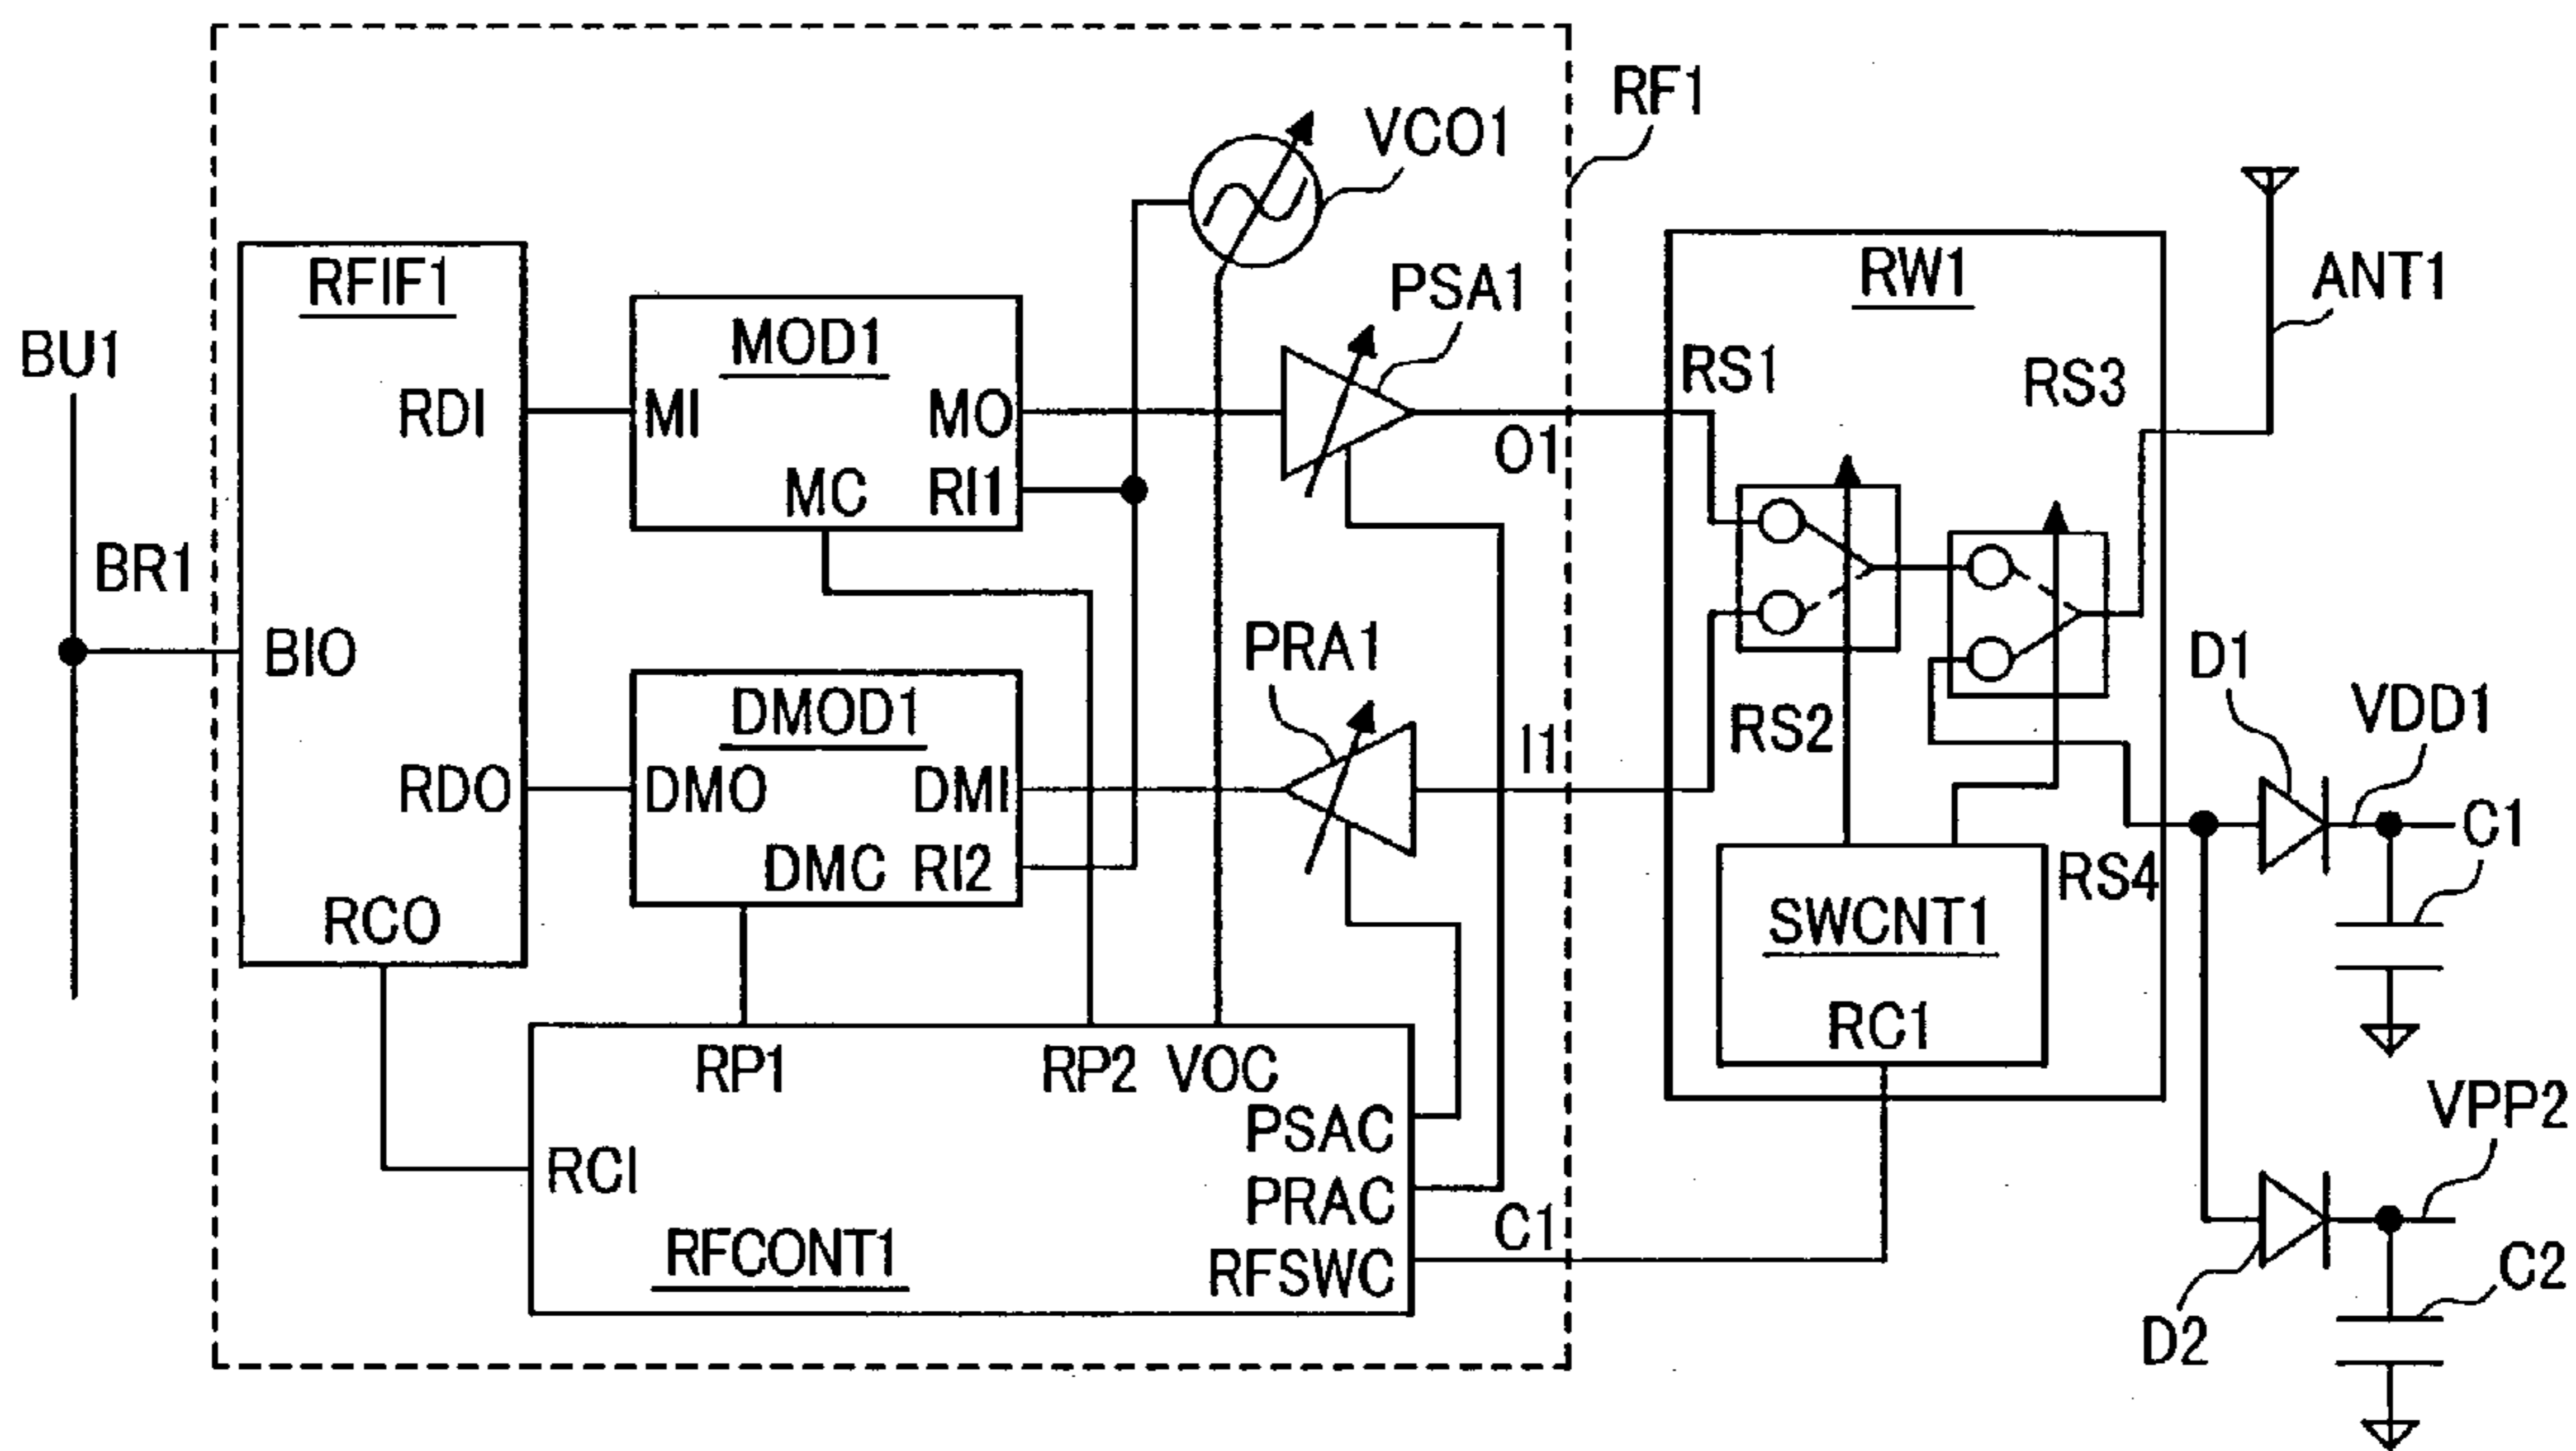 RF1
VCO1
RFIF1
PSA1
RW1
ANT1
BU1
MOD1
RS1
RS3
RDI
MI
MO
O1
MC
RI1
BR1
BIO
PRA1
D1
DMOD1
RS2
VDD1
I1
RDO
DMO
DMI
C1
DMC
RI2
RS4
C1
RCO
SWCNT1
RC1
RP1
RP2
VOC
PSAC
VPP2
RCI
PRAC
C1
RFCONT1
RFSWC
C2
D2